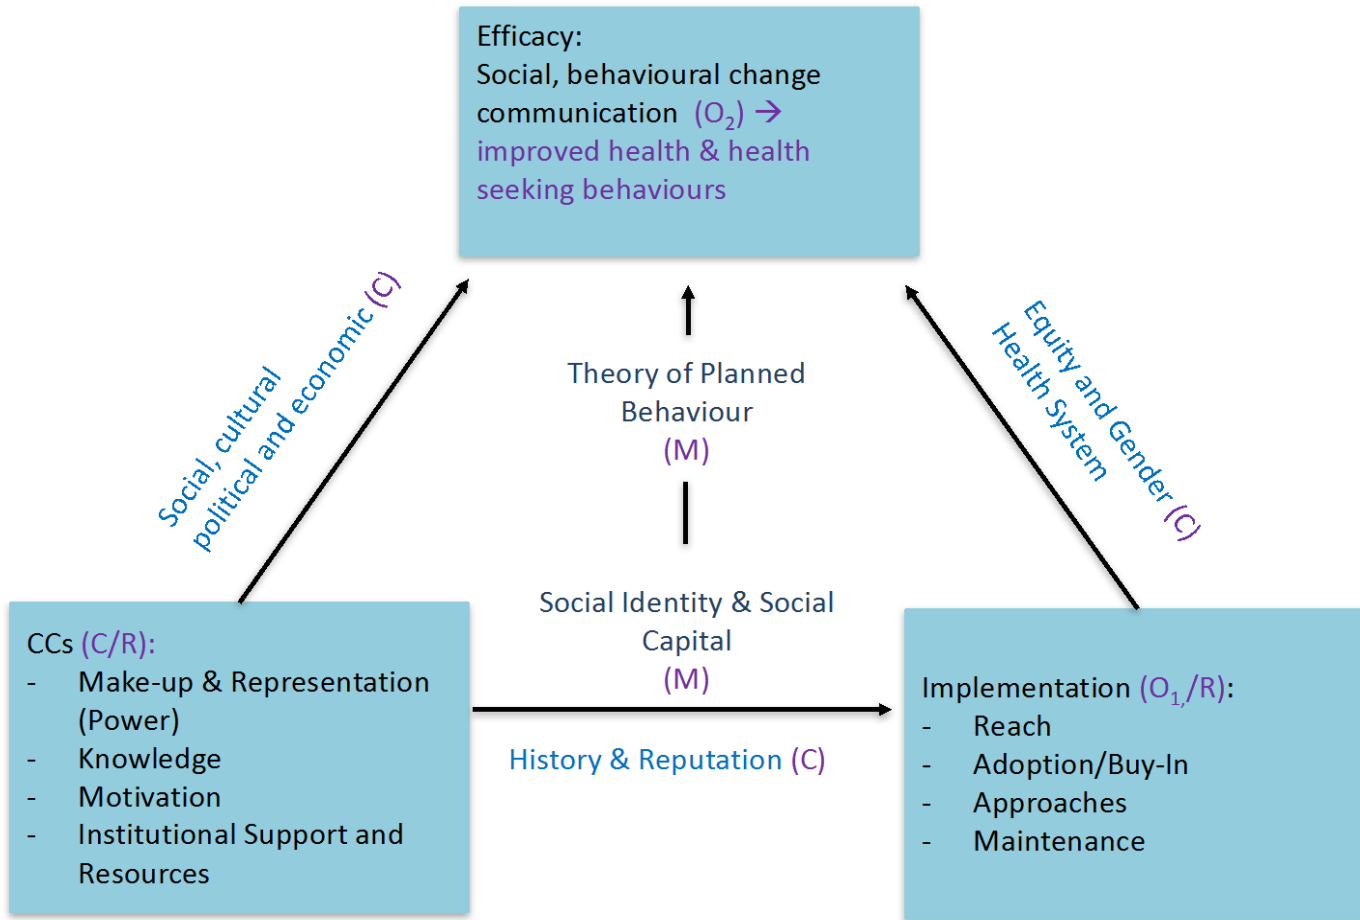 Efficacy:
Social, behavioural change
communication (O₂) →
improved health & health
seeking behaviours
Social, cultural
political and economic (C)
Theory of Planned
Behaviour
(M)
Equity and Gender (C)
Health System
Social Identity & Social
Capital
(M)
History & Reputation (C)
CCs (C/R):
- Make-up & Representation
(Power)
- Knowledge
- Motivation
- Institutional Support and
Resources
Implementation (O₁,/R):
- Reach
- Adoption/Buy-In
- Approaches
- Maintenance